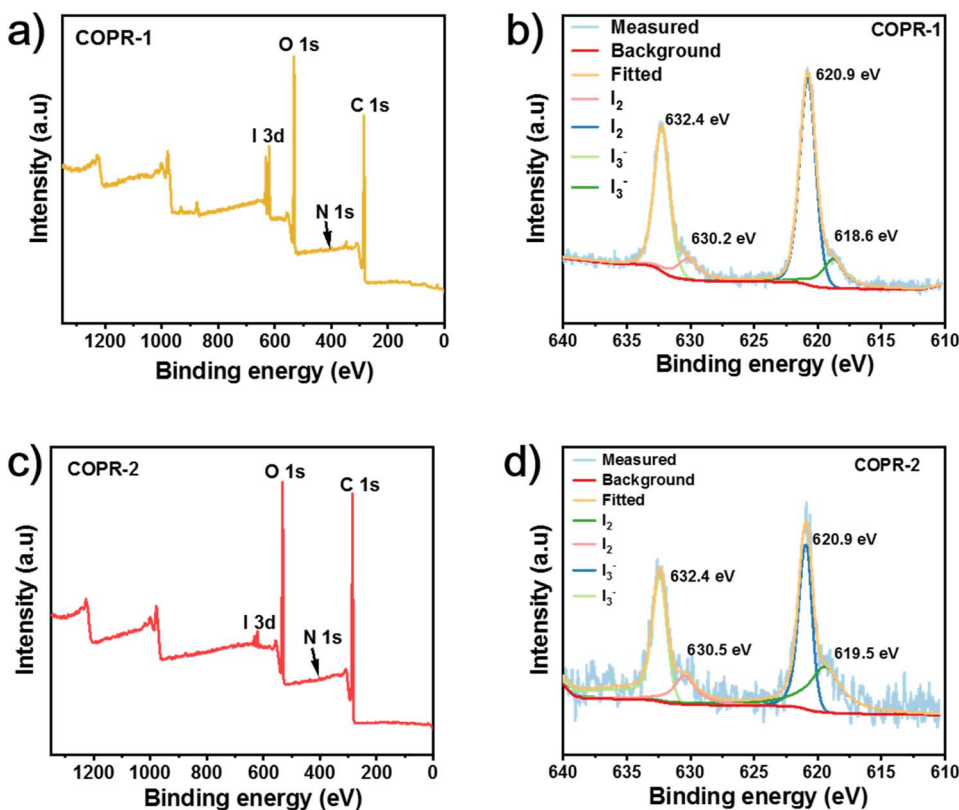 a)
COPR-1
O 1s
C 1s
I 3d
N 1s
Intensity (a.u)
1200 1000 800 600 400 200 0
Binding energy (eV)
b)
Measured
COPR-1
Background
Fitted
I₂
I₂
I₃⁻
I₃⁻
620.9 eV
632.4 eV
630.2 eV
618.6 eV
Intensity (a.u)
640 635 630 625 620 615 610
Binding energy (eV)
c)
COPR-2
O 1s
C 1s
I 3d
N 1s
Intensity (a.u)
1200 1000 800 600 400 200 0
Binding energy (eV)
d)
Measured
COPR-2
Background
Fitted
I₂
I₂
I₃⁻
I₃⁻
620.9 eV
632.4 eV
630.5 eV
619.5 eV
Intensity (a.u)
640 635 630 625 620 615 610
Binding energy (eV)